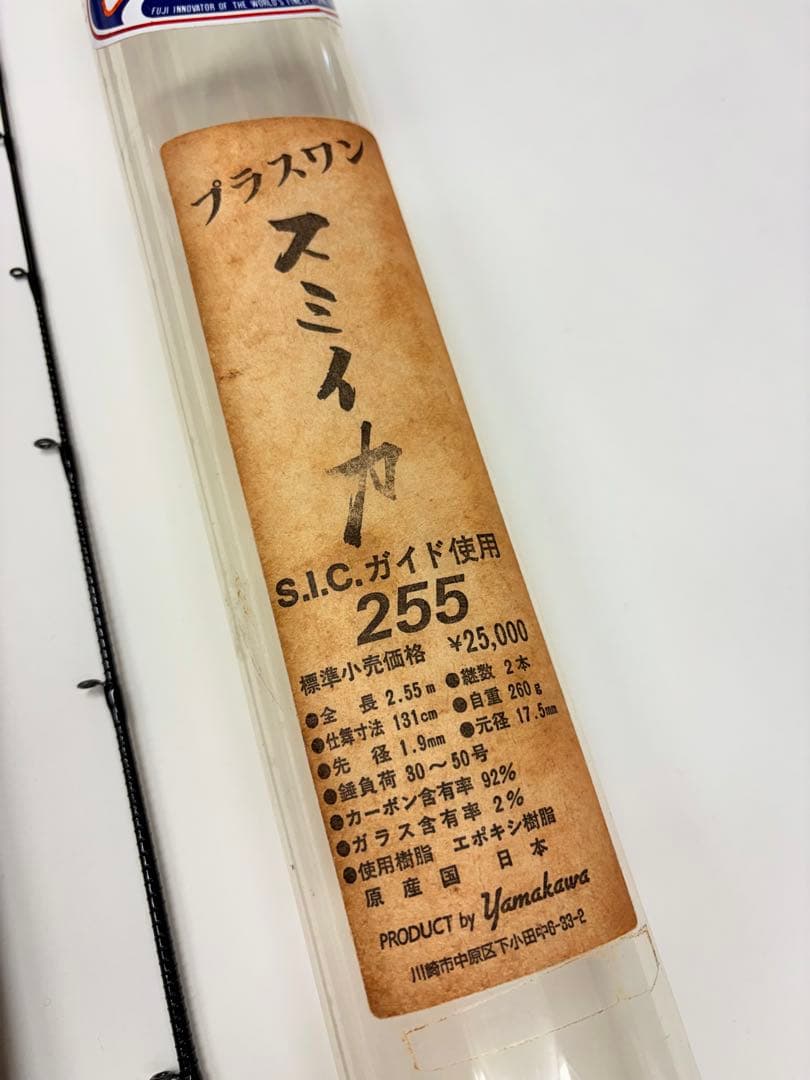 FUJI INNOVATOR OF THE WORLD'S FINEST
プラスワン
スミイカ
S.I.C.ガイド使用
255
標準小売価格 ¥25,000
●全長 2.55m ●継数 2本
●仕舞寸法 131cm ●自重 260g
●先径 1.9mm ●元径 17.5mm
●錘負荷 30〜50号
●カーボン含有率 92%
●ガラス含有率 2%
●使用樹脂 エポキシ樹脂
原産国 日本
PRODUCT by Yamakawa
川崎市中原区下小田中6-33-2